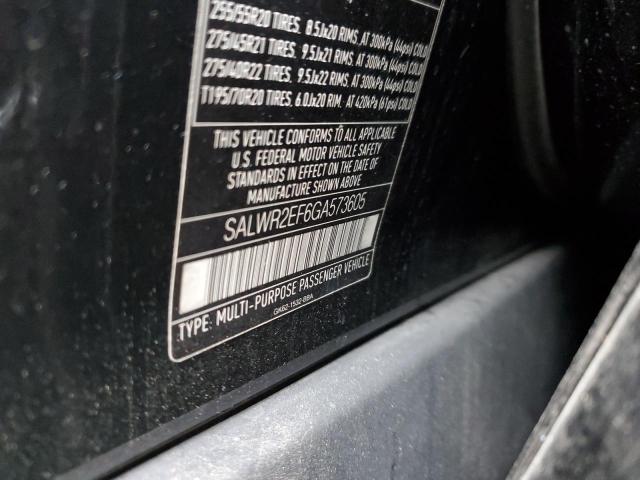 255/55R20 TIRES. 8.5Jx20 RIMS. AT 300kPa (44psi) COLD
275/45R21 TIRES. 9.5Jx21 RIMS. AT 300kPa (44psi) COLD
275/40R22 TIRES. 9.5Jx22 RIMS. AT 300kPa (44psi) COLD
T195/70R20 TIRES. 6.0Jx20 RIM. AT 420kPa (61psi) COLD
THIS VEHICLE CONFORMS TO ALL APPLICABLE
U.S. FEDERAL MOTOR VEHICLE SAFETY
STANDARDS IN EFFECT ON THE DATE OF
MANUFACTURE SHOWN ABOVE
SALWR2EF6GA573605
TYPE: MULTI-PURPOSE PASSENGER VEHICLE
GK62-1532-BBA